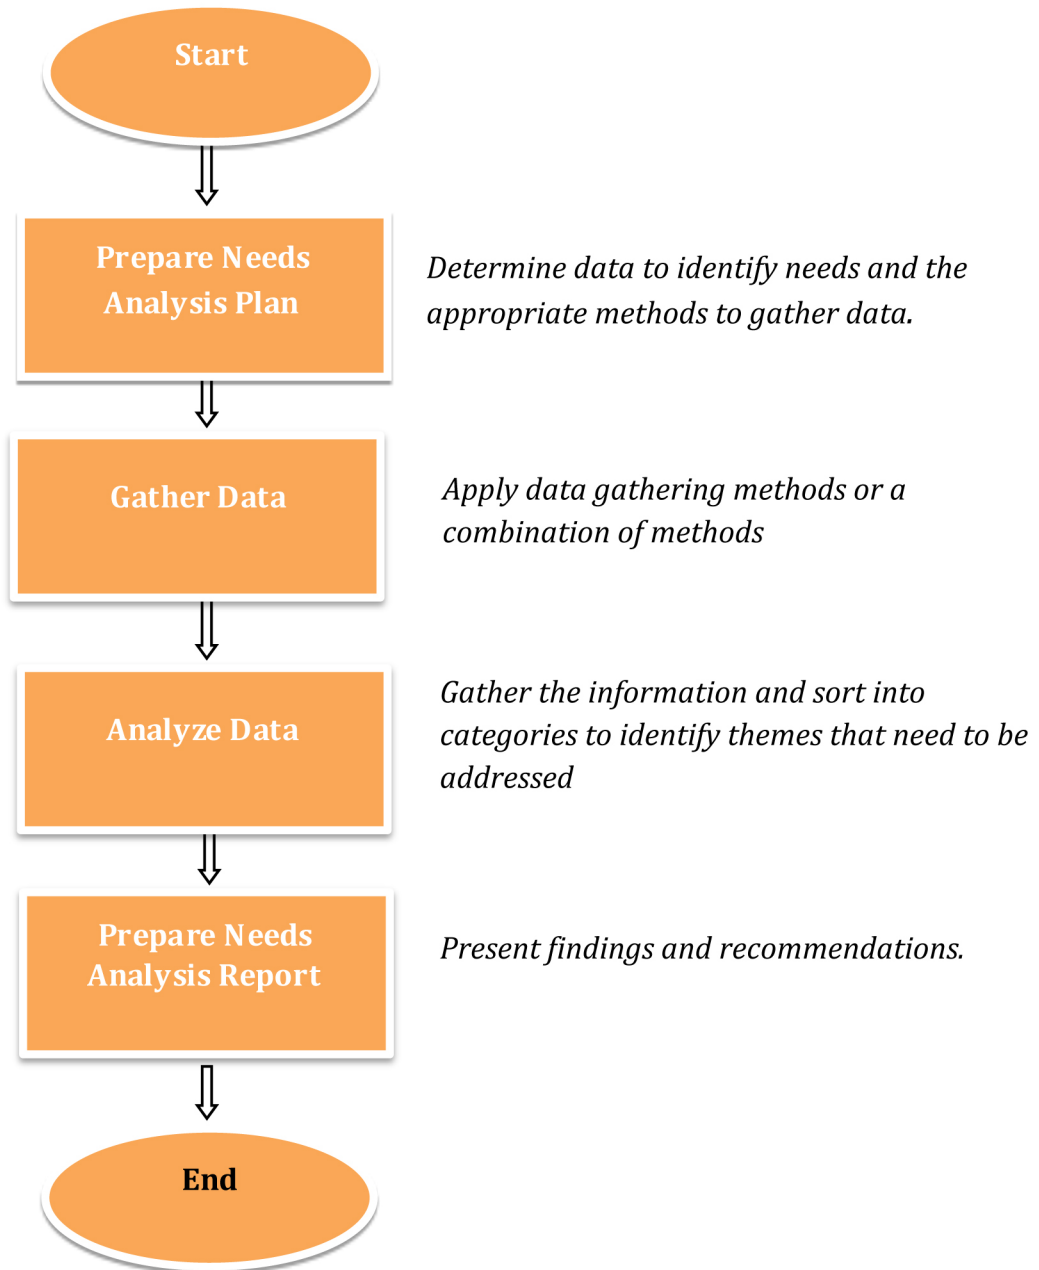 Start
Prepare Needs
Analysis Plan
Determine data to identify needs and the
appropriate methods to gather data.
Gather Data
Apply data gathering methods or a
combination of methods
Analyze Data
Gather the information and sort into
categories to identify themes that need to be
addressed
Prepare Needs
Analysis Report
Present findings and recommendations.
End